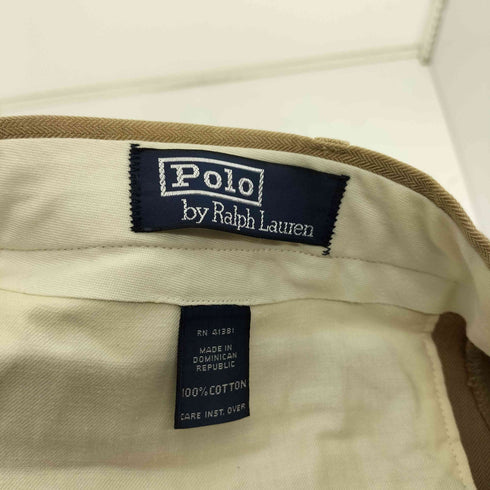 Polo
by Ralph Lauren
RN 41381
MADE IN
DOMINICAN
REPUBLIC
100% COTTON
CARE INST. OVER